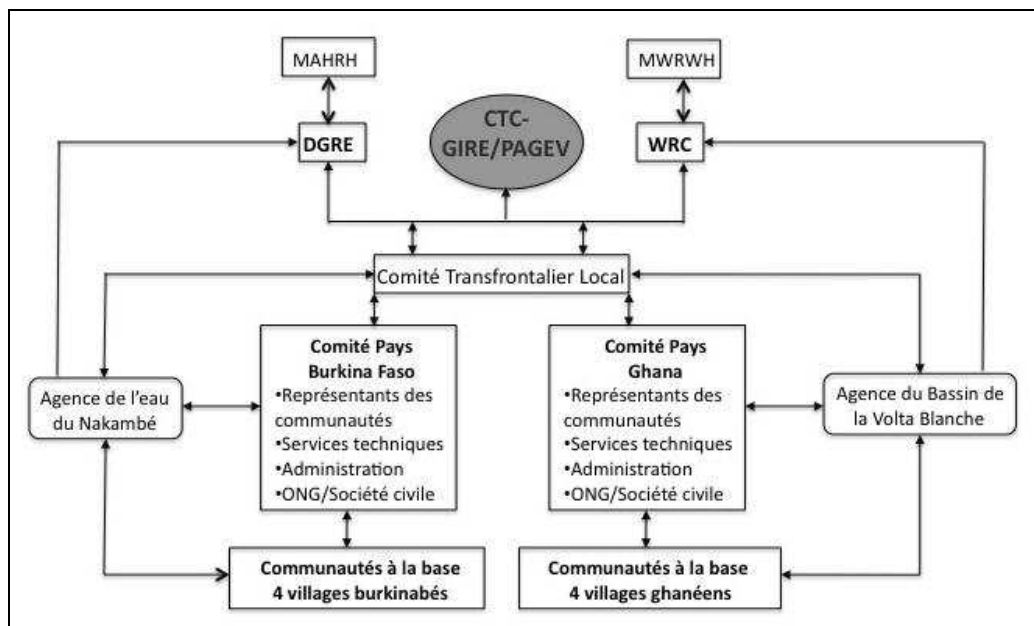 MAHRH
MWRWH
CTC-
GIRE/PAGEV
DGRE
WRC
Comité Transfrontalier Local
Comité Pays
Burkina Faso
•Représentants des
communautés
•Services techniques
•Administration
•ONG/Société civile
Comité Pays
Ghana
•Représentants des
communautés
•Services techniques
•Administration
•ONG/Société civile
Agence de l'eau
du Nakambé
Agence du Bassin de
la Volta Blanche
Communautés à la base
4 villages burkinabés
Communautés à la base
4 villages ghanéens